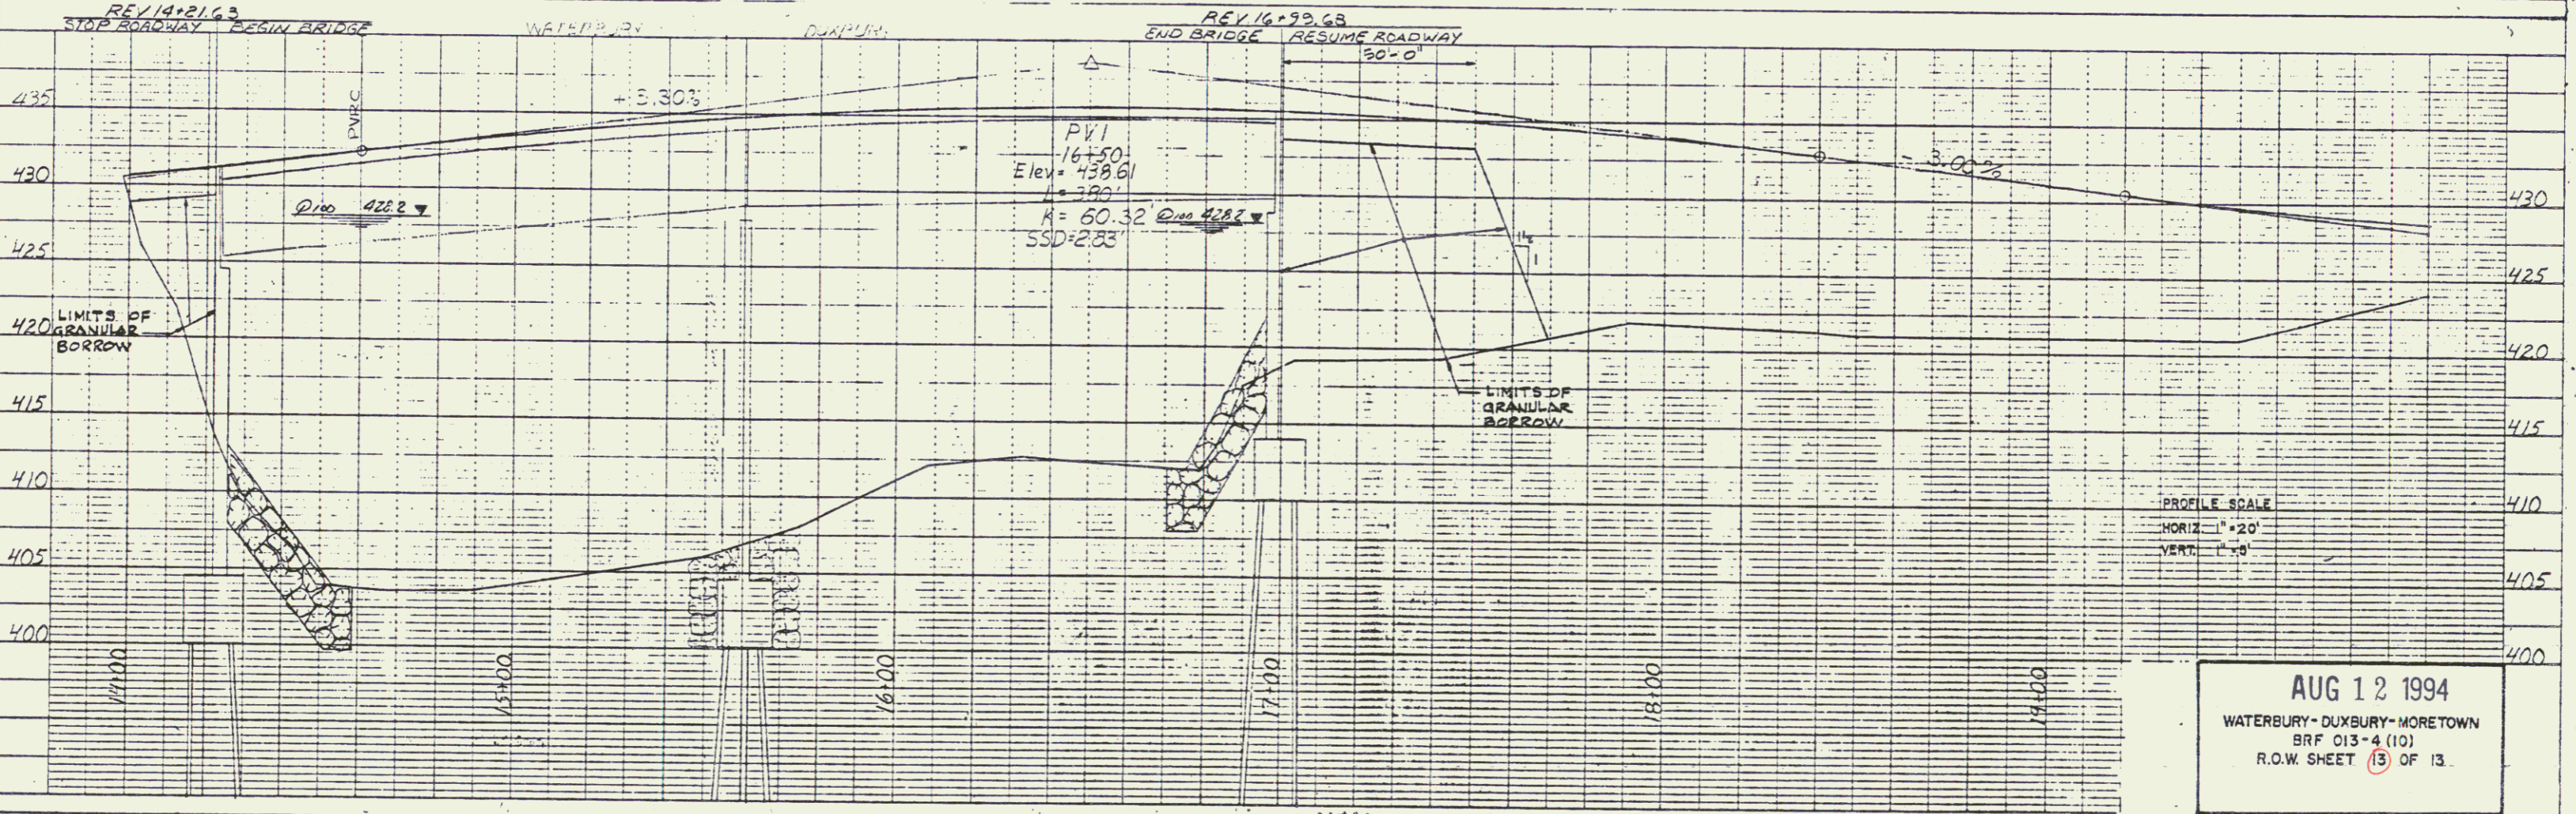 REV. 14+21.63
STOP ROADWAY BEGIN BRIDGE
WATERBURY
DUXBURY
REV. 16+99.68
END BRIDGE RESUME ROADWAY
50'-0"
435
430
425
420
415
410
405
400
PVRC
+3.30%
PVI
16+50
Elev= 438.61
L=380'
K= 60.32'
SSD=283'
Q100 428.2
Q100 428.2
-3.00%
1½
1
LIMITS OF
GRANULAR
BORROW
LIMITS OF
GRANULAR
BORROW
430
425
420
415
410
405
400
14+00
15+00
16+00
17+00
18+00
19+00
PROFILE SCALE
HORIZ. 1"=20'
VERT. 1"=5'
AUG 12 1994
WATERBURY-DUXBURY-MORETOWN
BRF 013-4(10)
R.O.W. SHEET 13 OF 13